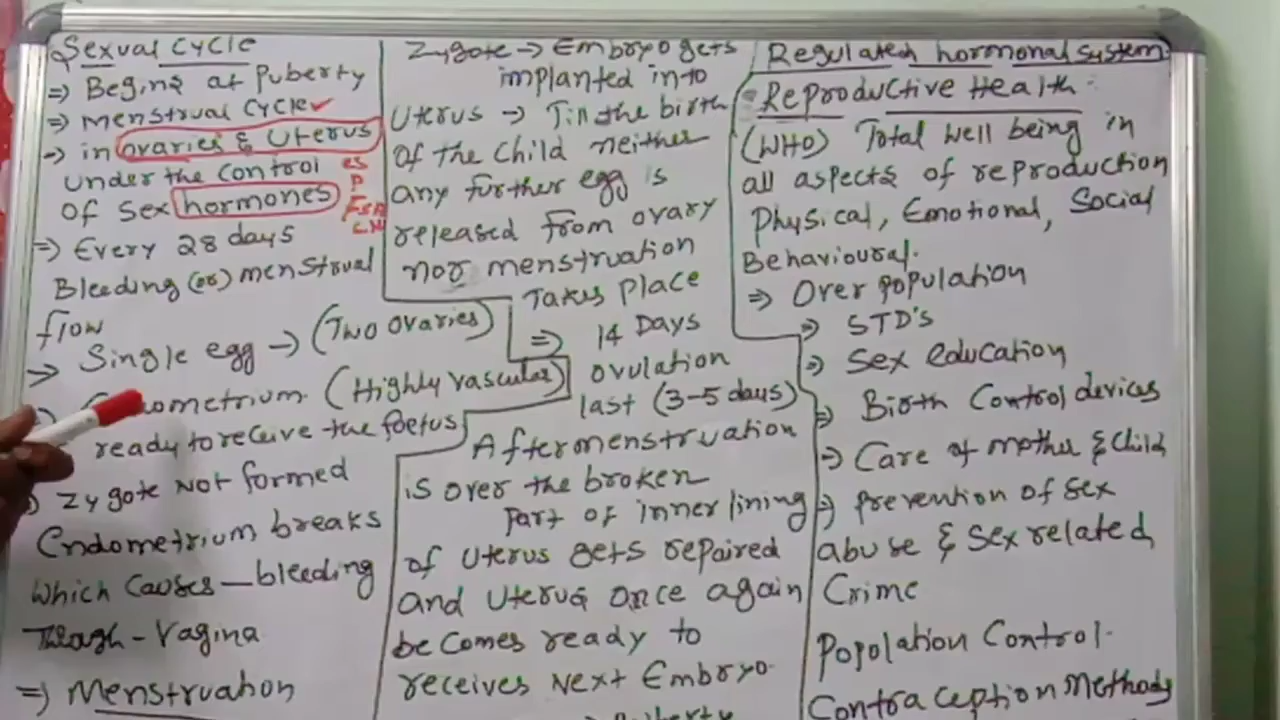 Sexual Cycle
⇒ Begins at Puberty
⇒ Menstrual Cycle ✓
→ in ovaries & Uterus
under the Control es
P
of Sex hormones FSH
LH
⇒ Every 28 days
Bleeding (or) menstrual
flow
→ Single egg → (Two ovaries)
ometrium. (Highly vascular)
ready to receive the foetus
Zygote Not formed
Endometrium breaks
Which Causes - bleeding
Through - Vagina
⇒ Menstruation
Zygote → Embryo gets
implanted in to
Uterus → Till the birth
of the Child neither
any further egg is
released from ovary
nor menstruation
Takes Place
⇒ 14 Days
ovulation
last (3-5 days)
After menstruation
is over the broken
Part of inner lining
of Uterus gets repaired
and Uterus once again
becomes ready to
receives Next Embryo.
Regulated hormonal System
Reproductive Health :
(WHO) Total Well being in
all aspects of reproduction
Physical, Emotional, Social
Behavioural.
⇒ Over Population
⇒ STD's
⇒ Sex education
⇒ Birth Control devices
⇒ Care of mother & Child
⇒ Prevention of Sex
abuse & Sex related
Crime
Popolation Control.
Contraception Methods